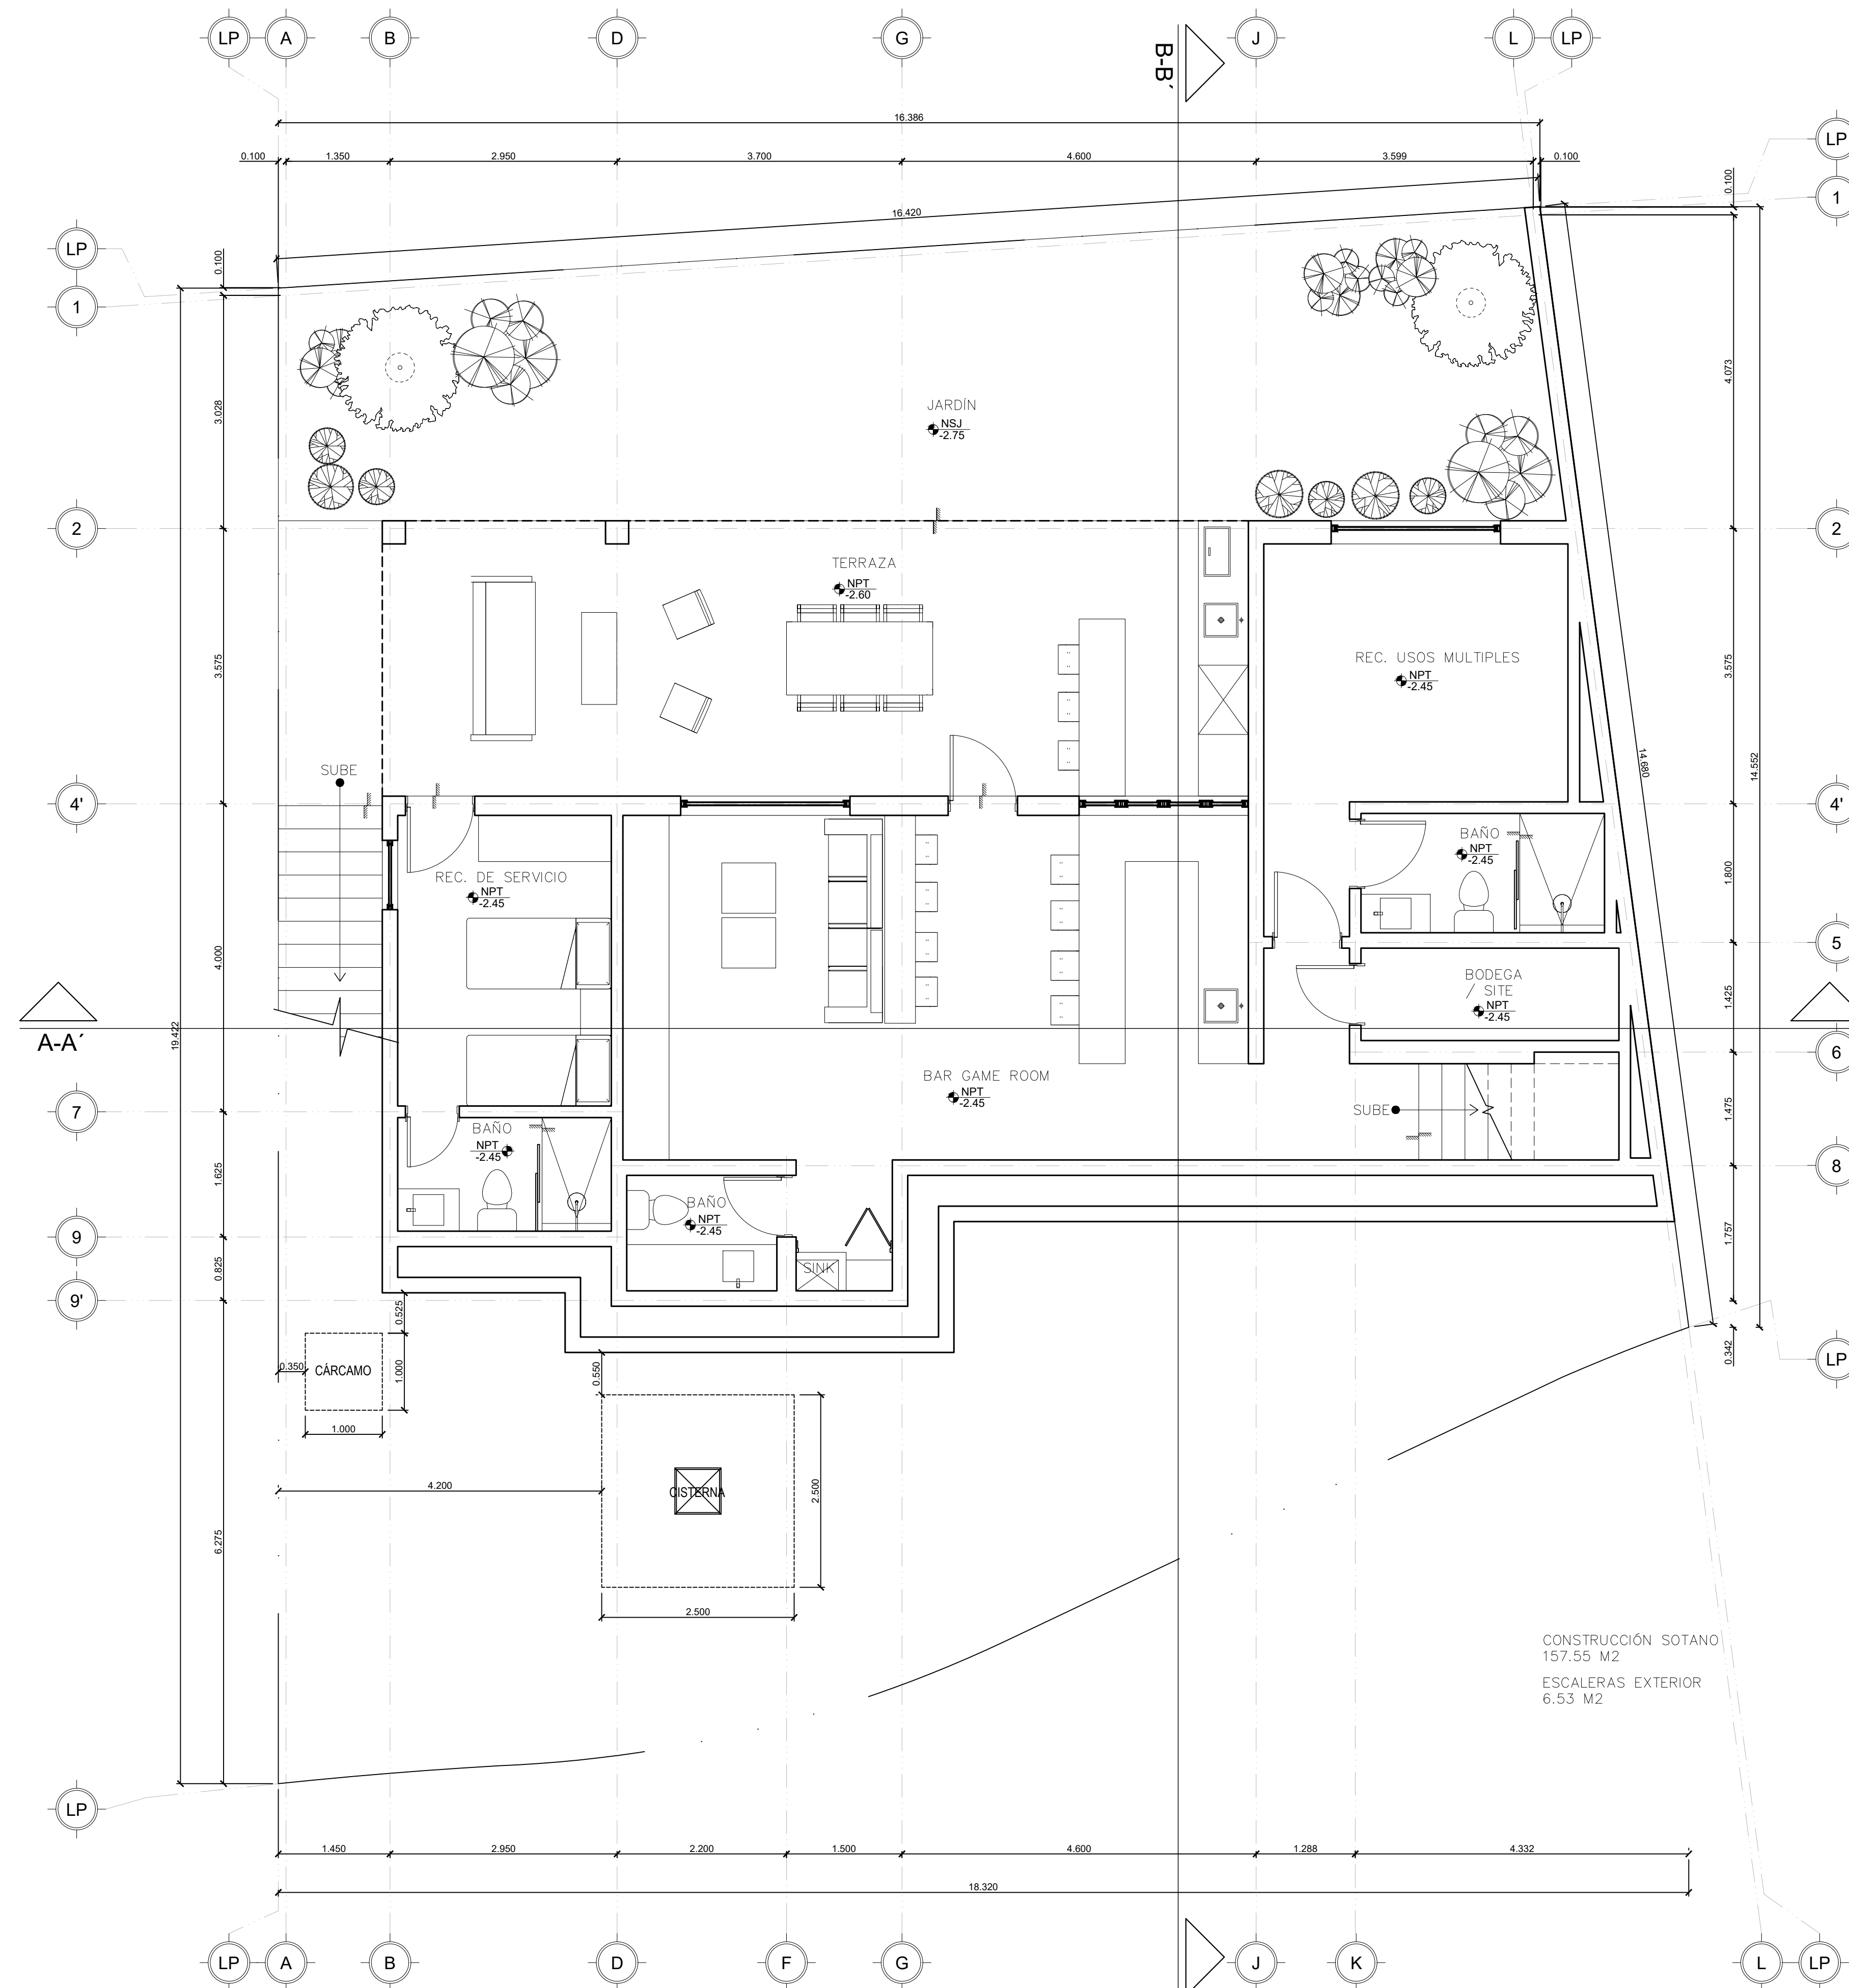 LP A B D G J L LP
B-B´
16.386
0.100 1.350 2.950 3.700 4.600 3.599 0.100
LP
1
0.100
16.420
LP
1
0.100
3.028
4.073
JARDÍN
NSJ
-2.75
2
2
TERRAZA
NPT
-2.60
3.575
3.575
REC. USOS MULTIPLES
NPT
-2.45
14.680
14.552
SUBE
4'
4'
BAÑO
NPT
-2.45
1.800
REC. DE SERVICIO
NPT
-2.45
4.000
5
BODEGA
/ SITE
NPT
-2.45
1.425
A-A´
19.422
6
BAR GAME ROOM
NPT
-2.45
SUBE
1.475
7
BAÑO
NPT
-2.45
1.625
8
BAÑO
NPT
-2.45
1.757
9
SINK
0.825
9'
0.525
0.342
LP
0.350
CÁRCAMO
1.000
0.550
1.000
4.200
CISTERNA
2.500
6.275
2.500
CONSTRUCCIÓN SOTANO
157.55 M2
ESCALERAS EXTERIOR
6.53 M2
LP
1.450 2.950 2.200 1.500 4.600 1.288 4.332
18.320
LP A B D F G J K L LP